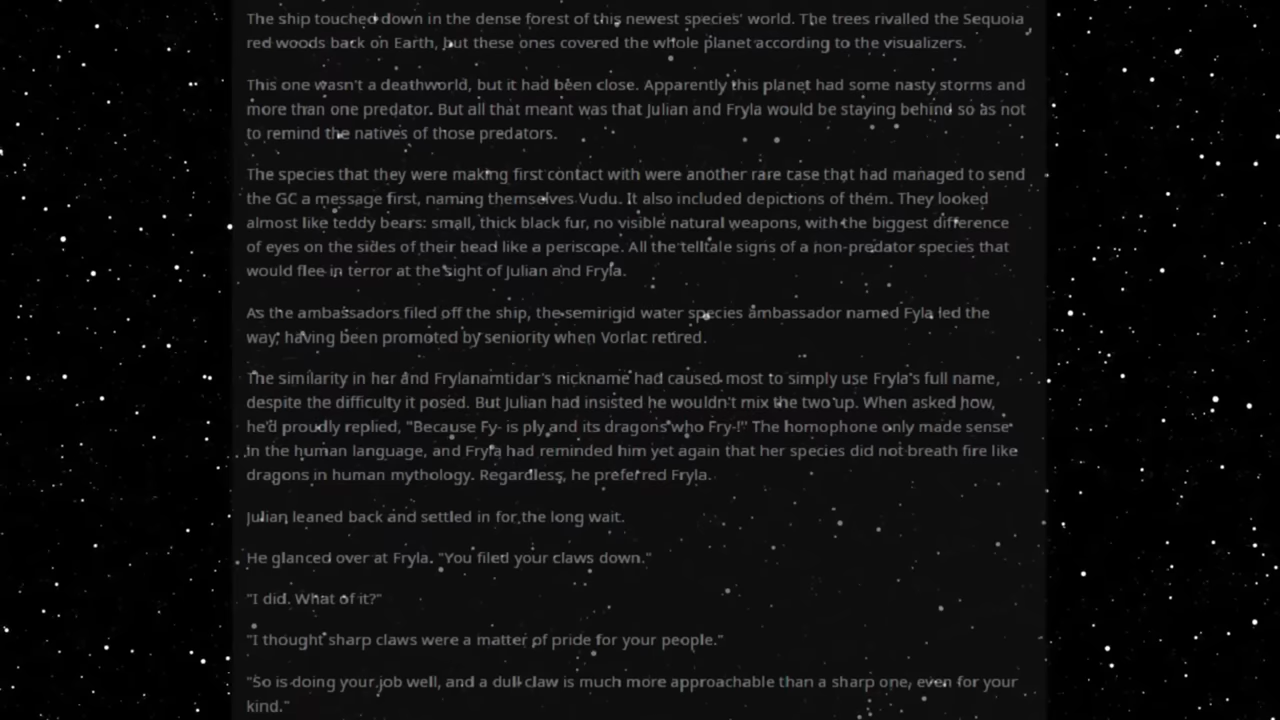 The ship touched down in the dense forest of this newest species' world. The trees rivalled the Sequoia
red woods back on Earth, but these ones covered the whole planet according to the visualizers.
This one wasn't a deathworld, but it had been close. Apparently this planet had some nasty storms and
more than one predator. But all that meant was that Julian and Fryla would be staying behind so as not
to remind the natives of those predators.
The species that they were making first contact with were another rare case that had managed to send
the GC a message first, naming themselves Vudu. It also included depictions of them. They looked
almost like teddy bears: small, thick black fur, no visible natural weapons, with the biggest difference
of eyes on the sides of their head like a periscope. All the telltale signs of a non-predator species that
would flee in terror at the sight of Julian and Fryla.
As the ambassadors filed off the ship, the semirigid water species ambassador named Fyla led the
way, having been promoted by seniority when Vorlac retired.
The similarity in her and Frylanamtidar's nickname had caused most to simply use Fryla's full name,
despite the difficulty it posed. But Julian had insisted he wouldn't mix the two up. When asked how,
he'd proudly replied, "Because Fy- is ply and its dragons who Fry-!" The homophone only made sense
in the human language, and Fryla had reminded him yet again that her species did not breath fire like
dragons in human mythology. Regardless, he preferred Fryla.
Julian leaned back and settled in for the long wait.
He glanced over at Fryla. "You filed your claws down."
"I did. What of it?"
"I thought sharp claws were a matter of pride for your people."
"So is doing your job well, and a dull claw is much more approachable than a sharp one, even for your
kind."